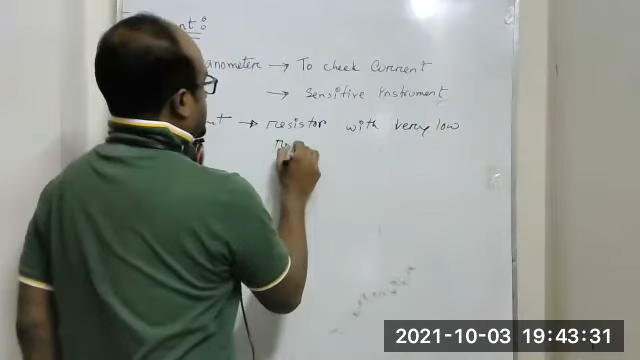 nt:
anometer → To check Current
→ Sensitive Instrument
nt → resistor with very low
2021-10-03 19:43:31